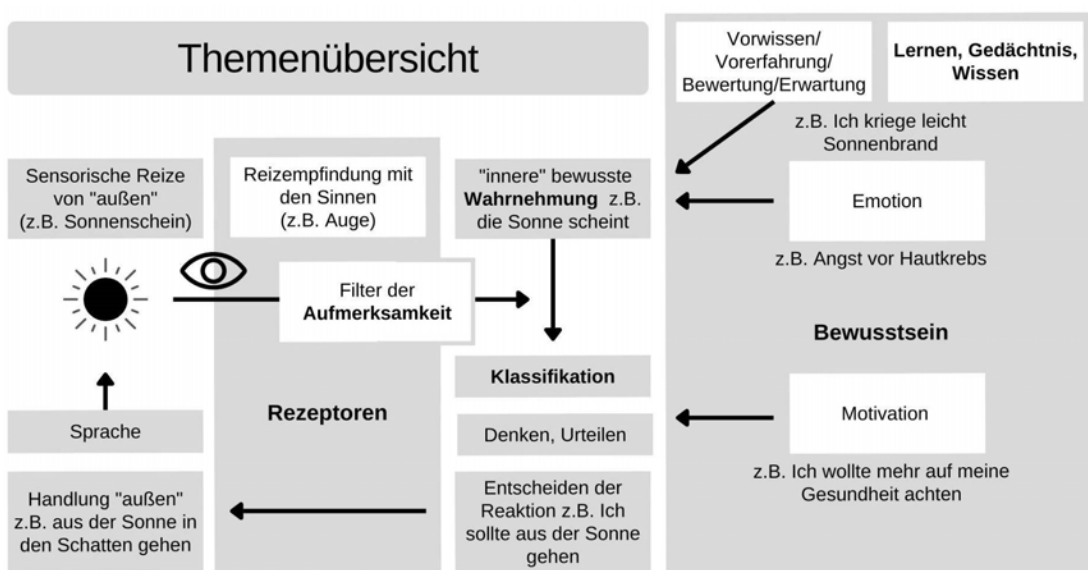 Themenübersicht
Vorwissen/
Vorerfahrung/
Bewertung/Erwartung
Lernen, Gedächtnis,
Wissen
z.B. Ich kriege leicht
Sonnenbrand
Sensorische Reize
von "außen"
(z.B. Sonnenschein)
Reizempfindung mit
den Sinnen
(z.B. Auge)
"innere" bewusste
Wahrnehmung z.B.
die Sonne scheint
Emotion
z.B. Angst vor Hautkrebs
Filter der
Aufmerksamkeit
Bewusstsein
Klassifikation
Rezeptoren
Sprache
Denken, Urteilen
Motivation
z.B. Ich wollte mehr auf meine
Gesundheit achten
Handlung "außen"
z.B. aus der Sonne in
den Schatten gehen
Entscheiden der
Reaktion z.B. Ich
sollte aus der Sonne
gehen